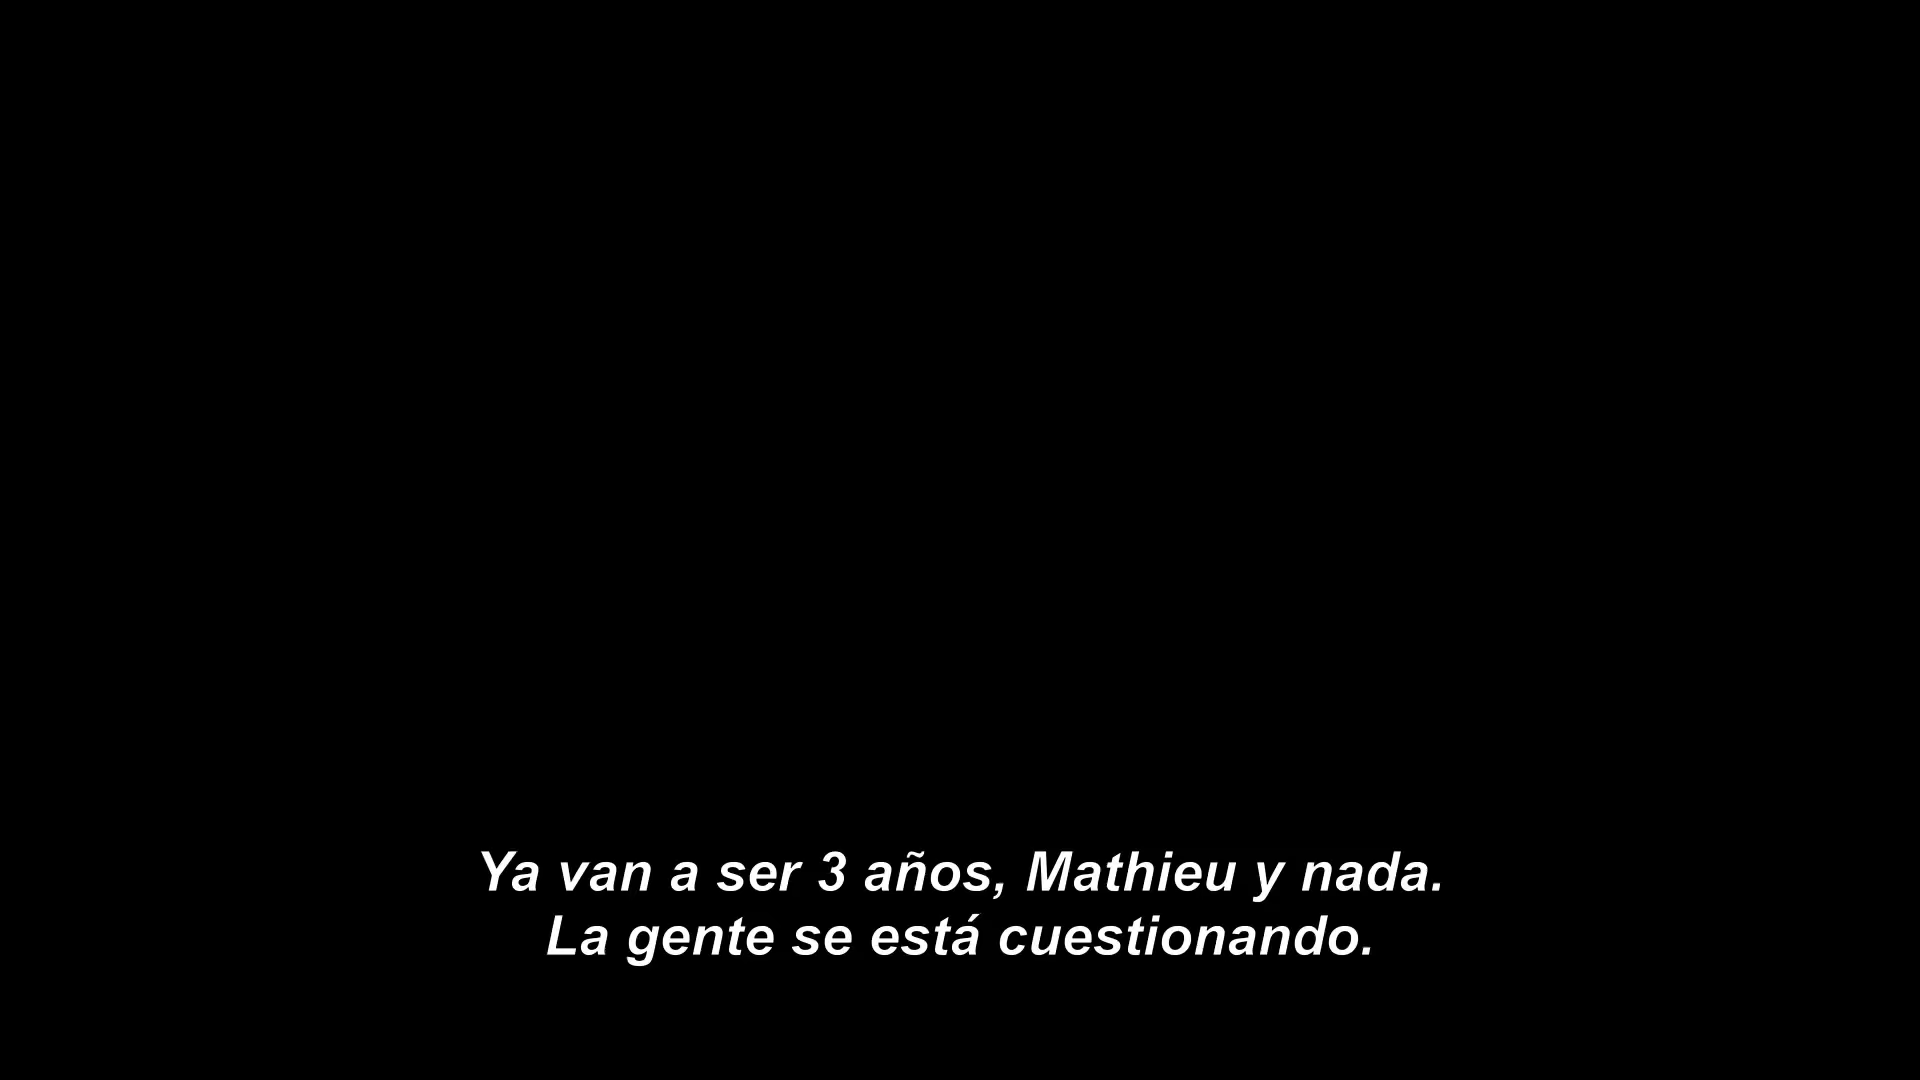 Ya van a ser 3 años, Mathieu y nada.
La gente se está cuestionando.